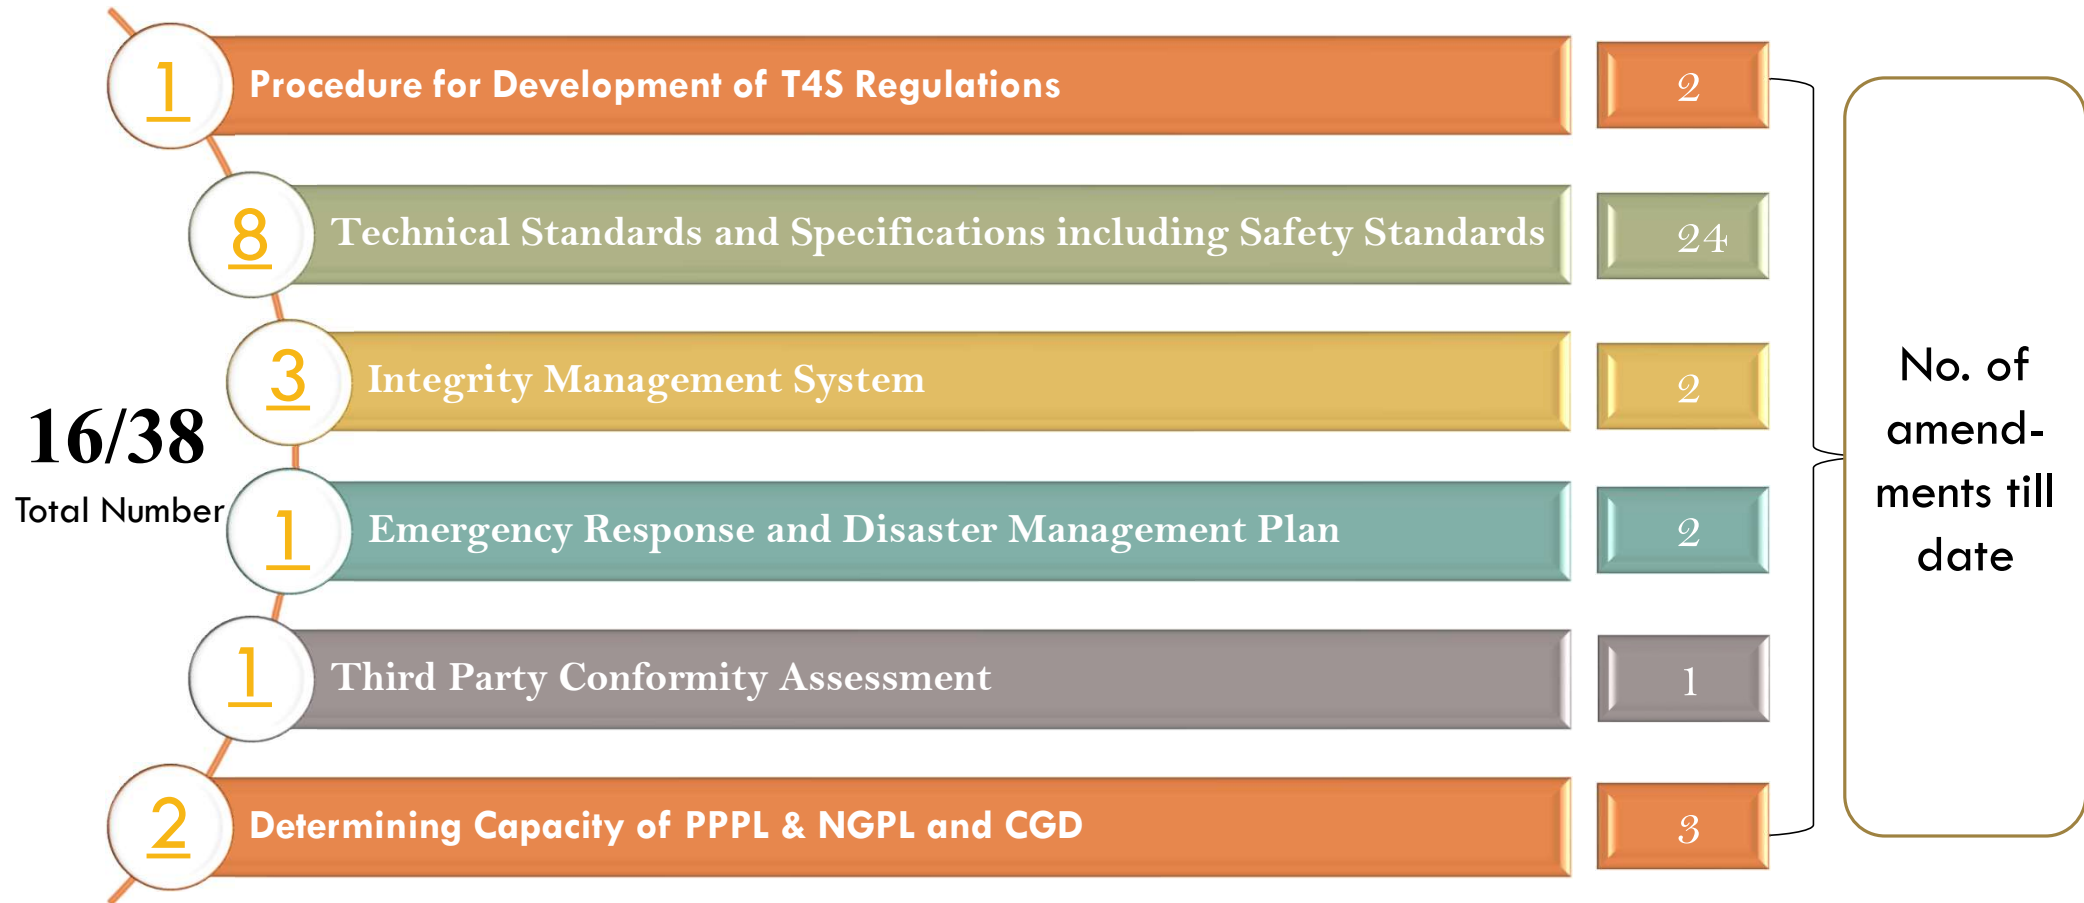 1 Procedure for Development of T4S Regulations 2
8 Technical Standards and Specifications including Safety Standards 24
3 Integrity Management System 2
16/38
Total Number
1 Emergency Response and Disaster Management Plan 2
1 Third Party Conformity Assessment 1
2 Determining Capacity of PPPL & NGPL and CGD 3
No. of
amend-
ments till
date